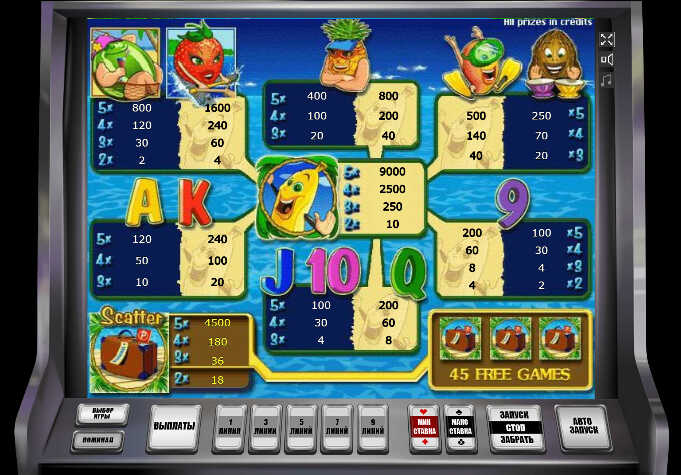 All prizes in credits
5x 800 1600
4x 120 240
3x 30 60
2x 2 4
5x 400 800
4x 100 200
3x 20 40
500 250 x5
140 70 x4
40 20 x3
5x 9000
4x 2500
3x 250
2x 10
A K
5x 120 240
4x 50 100
3x 10 20
J 10 Q
5x 100 200
4x 30 60
3x 4 8
9
200 100 x5
60 30 x4
8 4 x3
4 2 x2
Scatter
5x 4500
4x 180
3x 36
2x 18
45 FREE GAMES
ВЫБОР
ИГРЫ
НОМИНАЛ
ВЫПЛАТЫ
1
ЛИНИЯ
3
ЛИНИИ
5
ЛИНИЙ
7
ЛИНИЙ
9
ЛИНИЙ
МИН
СТАВКА
МАКС
СТАВКА
ЗАПУСК
СТОП
ЗАБРАТЬ
АВТО
ЗАПУСК